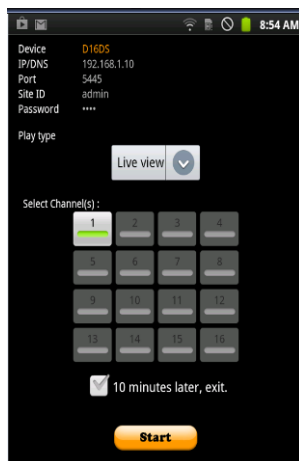 8:54 AM
Device D16DS
IP/DNS 192.168.1.10
Port 5445
Site ID admin
Password ••••
Play type
Live view
Select Channel(s) :
1 2 3 4
5 6 7 8
9 10 11 12
13 14 15 16
10 minutes later, exit.
Start